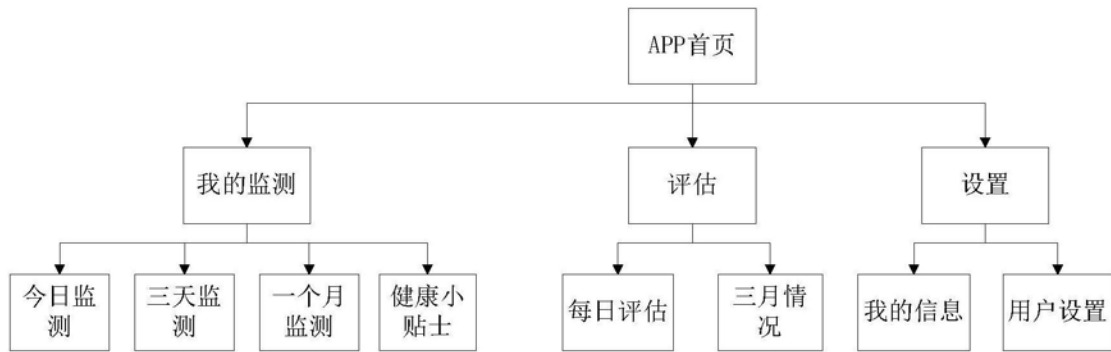 APP首页
我的监测
评估
设置
今日监
测
三天监
测
一个月
监测
健康小
贴士
每日评估
三月情
况
我的信息
用户设置